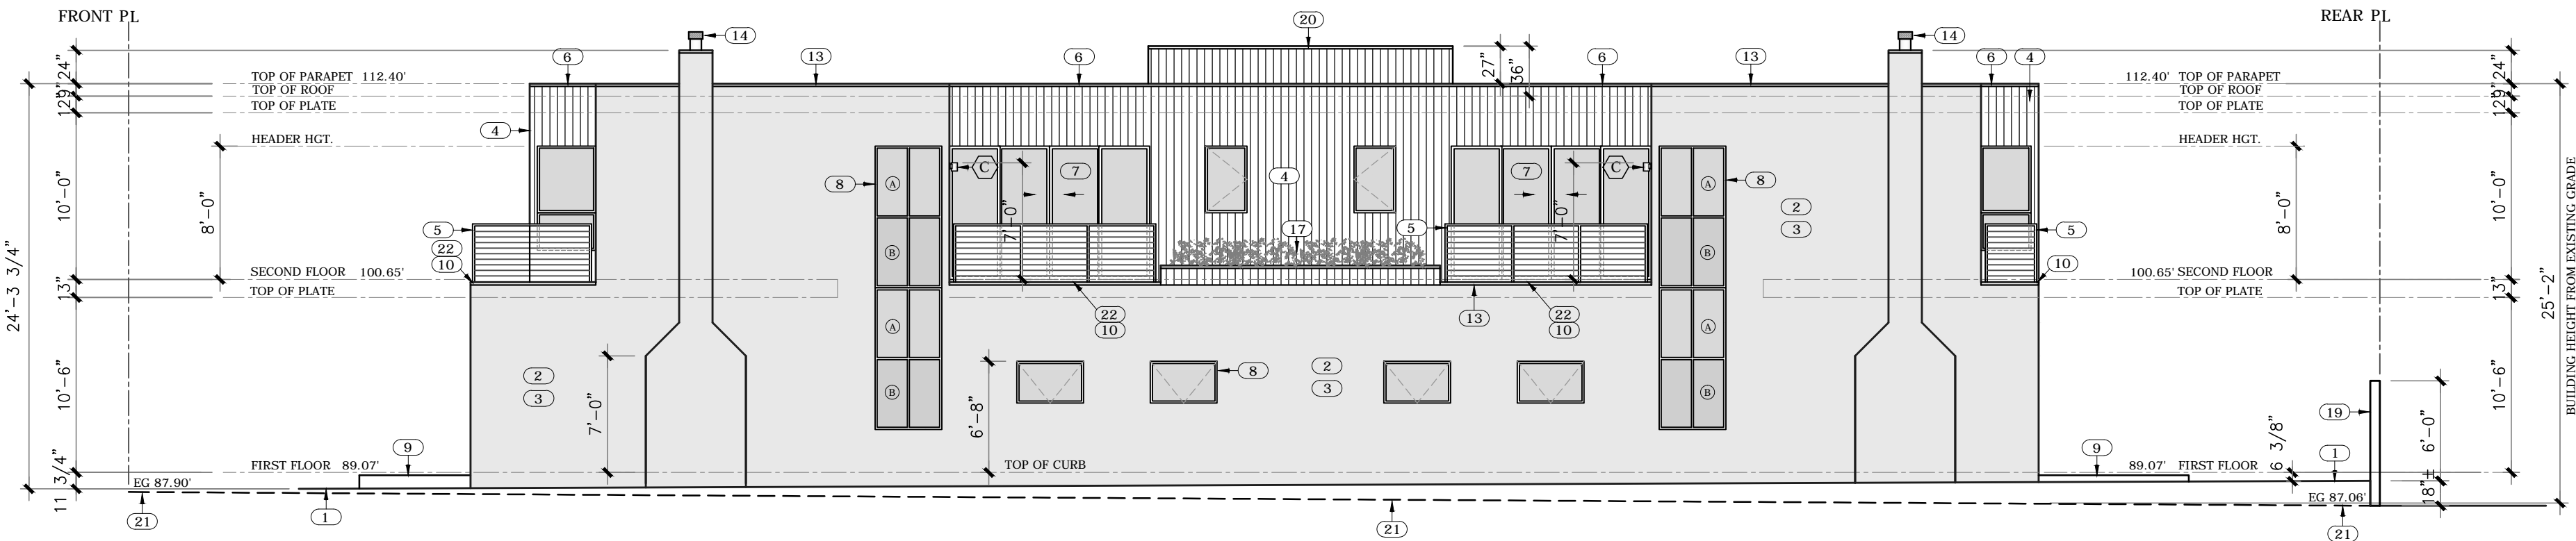 FRONT PL
REAR PL
20
14
14
6
13
6
6
13
6
4
24"
27"
36"
24"
TOP OF PARAPET 112.40'
112.40' TOP OF PARAPET
TOP OF ROOF
TOP OF ROOF
12"
9"
12"
9"
TOP OF PLATE
TOP OF PLATE
4
HEADER HGT.
HEADER HGT.
C
7
4
7
C
8
A
A
8
10'-0"
8'-0"
7'-0"
7'-0"
2
3
8'-0"
10'-0"
5
22
10
17
5
5
B
B
10
SECOND FLOOR 100.65'
100.65' SECOND FLOOR
13"
13"
TOP OF PLATE
TOP OF PLATE
24'-3 3/4"
25'-2"
BUILDING HEIGHT FROM EXISTING GRADE
22
10
13
22
10
A
A
2
3
8
2
3
B
B
10'-6"
7'-0"
6'-8"
10'-6"
19
6'-0"
9
9
1
FIRST FLOOR 89.07'
TOP OF CURB
89.07' FIRST FLOOR
11 3/4"
6 3/8"
18"±
EG 87.90'
EG 87.06'
21
1
21
21